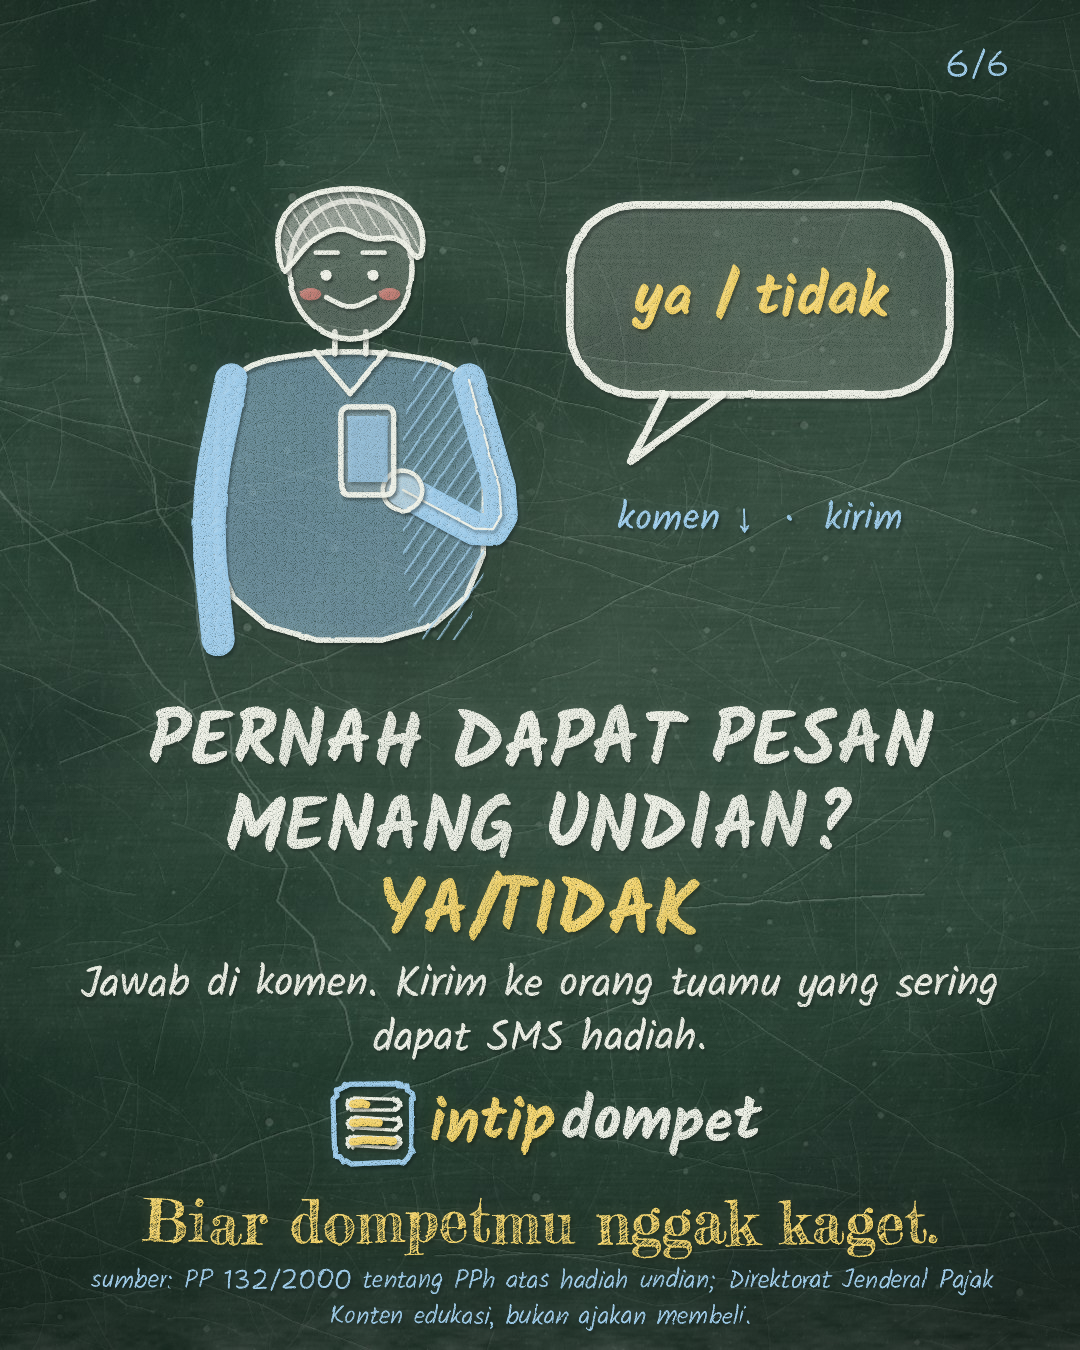 6/6
ya / tidak
komen ↓ · kirim
PERNAH DAPAT PESAN
MENANG UNDIAN?
YA/TIDAK
Jawab di komen. Kirim ke orang tuamu yang sering
dapat SMS hadiah.
intip dompet
Biar dompetmu nggak kaget.
sumber: PP 132/2000 tentang PPh atas hadiah undian; Direktorat Jenderal Pajak
Konten edukasi, bukan ajakan membeli.